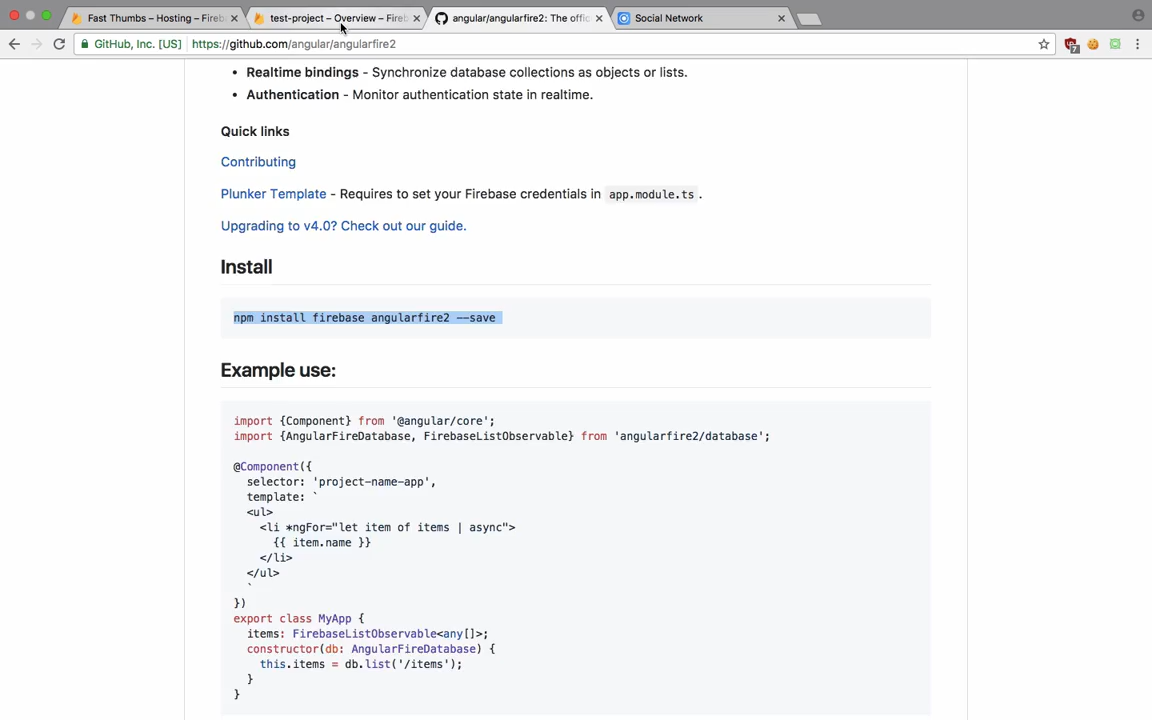 Fast Thumbs – Hosting – Fireb
test-project – Overview – Fireb
angular/angularfire2: The offic
Social Network
GitHub, Inc. [US]
https://github.com/angular/angularfire2
7
• Realtime bindings - Synchronize database collections as objects or lists.
• Authentication - Monitor authentication state in realtime.
Quick links
Contributing
Plunker Template - Requires to set your Firebase credentials in app.module.ts .
Upgrading to v4.0? Check out our guide.
Install
npm install firebase angularfire2 --save
Example use:
import {Component} from '@angular/core';
import {AngularFireDatabase, FirebaseListObservable} from 'angularfire2/database';
@Component({
selector: 'project-name-app',
template: `
<ul>
<li *ngFor="let item of items | async">
{{ item.name }}
</li>
</ul>
`
})
export class MyApp {
items: FirebaseListObservable<any[]>;
constructor(db: AngularFireDatabase) {
this.items = db.list('/items');
}
}